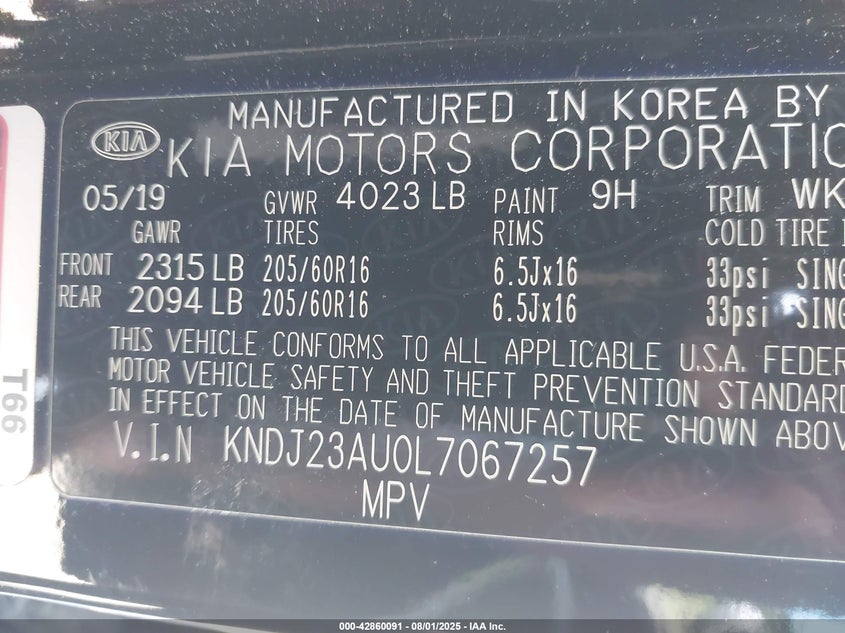 MANUFACTURED IN KOREA BY
KIA KIA MOTORS CORPORATIO
05/19 GVWR 4023 LB PAINT 9H TRIM WK
GAWR TIRES RIMS COLD TIRE
FRONT 2315 LB 205/60R16 6.5Jx16 33psi SING
REAR 2094 LB 205/60R16 6.5Jx16 33psi SING
THIS VEHICLE CONFORMS TO ALL APPLICABLE U.S.A. FEDER
MOTOR VEHICLE SAFETY AND THEFT PREVENTION STANDARD
IN EFFECT ON THE DATE OF MANUFACTURE SHOWN ABOV
V.I.N KNDJ23AU0L7067257
MPV
T66
000-42860091 - 08/01/2025 - IAA Inc.